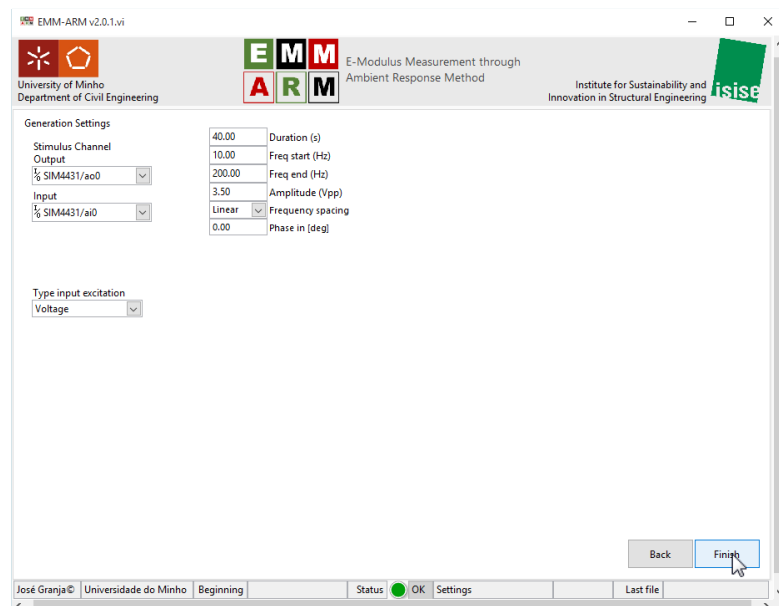 EMM-ARM v2.0.1.vi
University of Minho
Department of Civil Engineering
EMM
ARM
E-Modulus Measurement through
Ambient Response Method
Institute for Sustainability and
Innovation in Structural Engineering
isise
Generation Settings
Stimulus Channel
Output
I/O SIM4431/ao0
Input
I/O SIM4431/ai0
40.00 Duration (s)
10.00 Freq start (Hz)
200.00 Freq end (Hz)
3.50 Amplitude (Vpp)
Linear Frequency spacing
0.00 Phase in [deg]
Type input excitation
Voltage
Back Finish
José Granja© Universidade do Minho Beginning Status OK Settings Last file